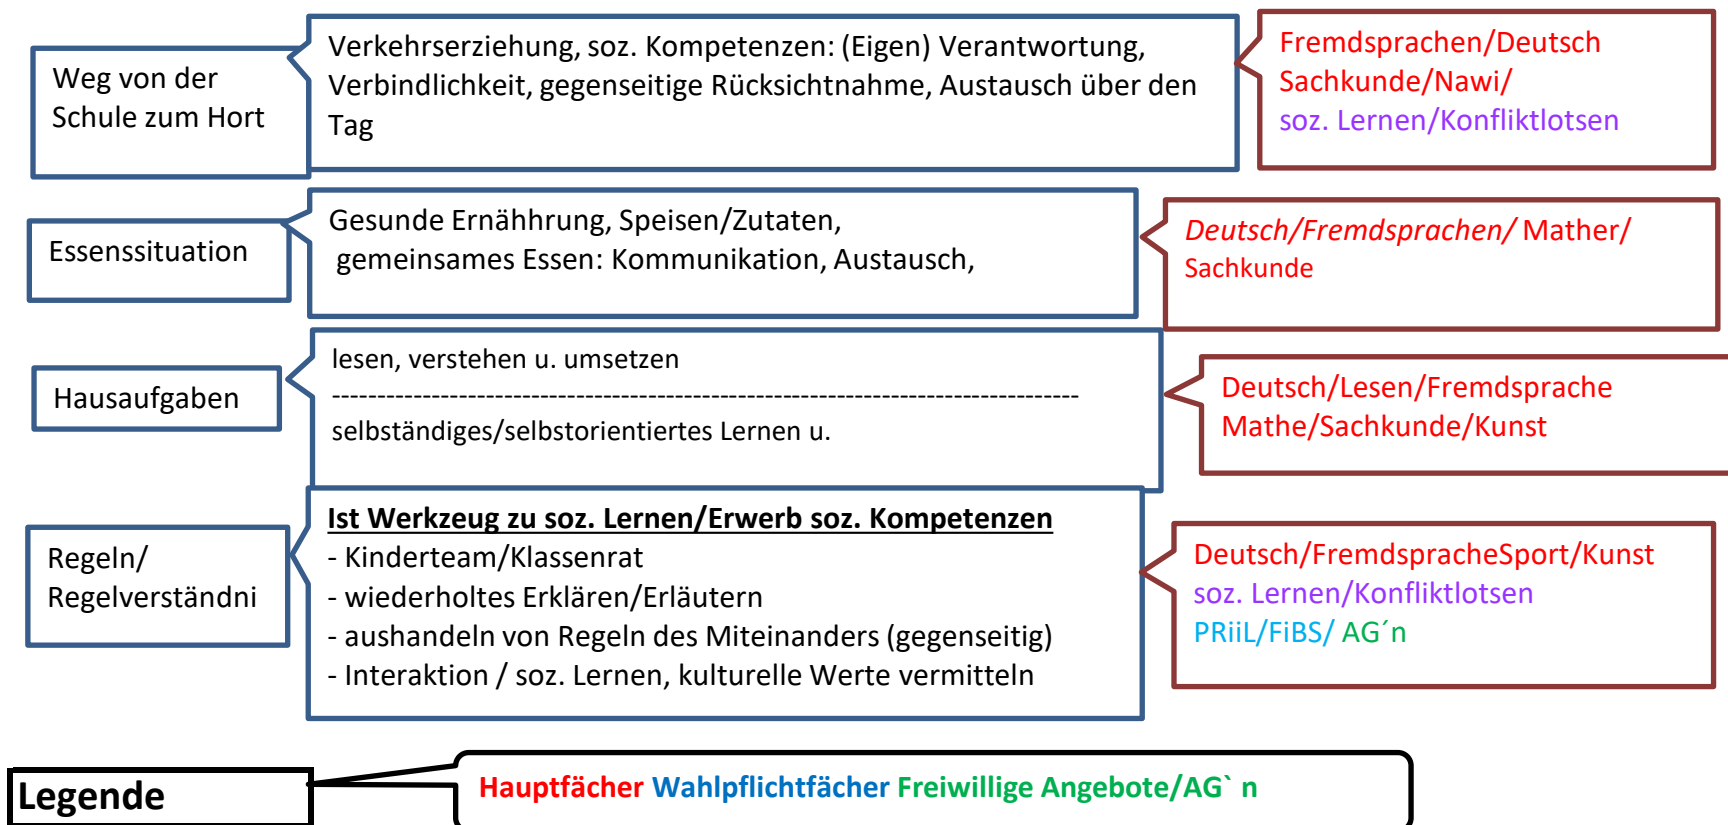 Weg von der
Schule zum Hort
Verkehrserziehung, soz. Kompetenzen: (Eigen) Verantwortung,
Verbindlichkeit, gegenseitige Rücksichtnahme, Austausch über den
Tag
Fremdsprachen/Deutsch
Sachkunde/Nawi/
soz. Lernen/Konfliktlotsen
Essenssituation
Gesunde Ernähhrung, Speisen/Zutaten,
gemeinsames Essen: Kommunikation, Austausch,
Deutsch/Fremdsprachen/ Mather/
Sachkunde
Hausaufgaben
lesen, verstehen u. umsetzen
----------------------------------------------------------------------------------
selbständiges/selbstorientiertes Lernen u.
Deutsch/Lesen/Fremdsprache
Mathe/Sachkunde/Kunst
Regeln/
Regelverständni
Ist Werkzeug zu soz. Lernen/Erwerb soz. Kompetenzen
- Kinderteam/Klassenrat
- wiederholtes Erklären/Erläutern
- aushandeln von Regeln des Miteinanders (gegenseitig)
- Interaktion / soz. Lernen, kulturelle Werte vermitteln
Deutsch/FremdspracheSport/Kunst
soz. Lernen/Konfliktlotsen
PRiiL/FiBS/ AG´n
Legende
Hauptfächer Wahlpflichtfächer Freiwillige Angebote/AG` n